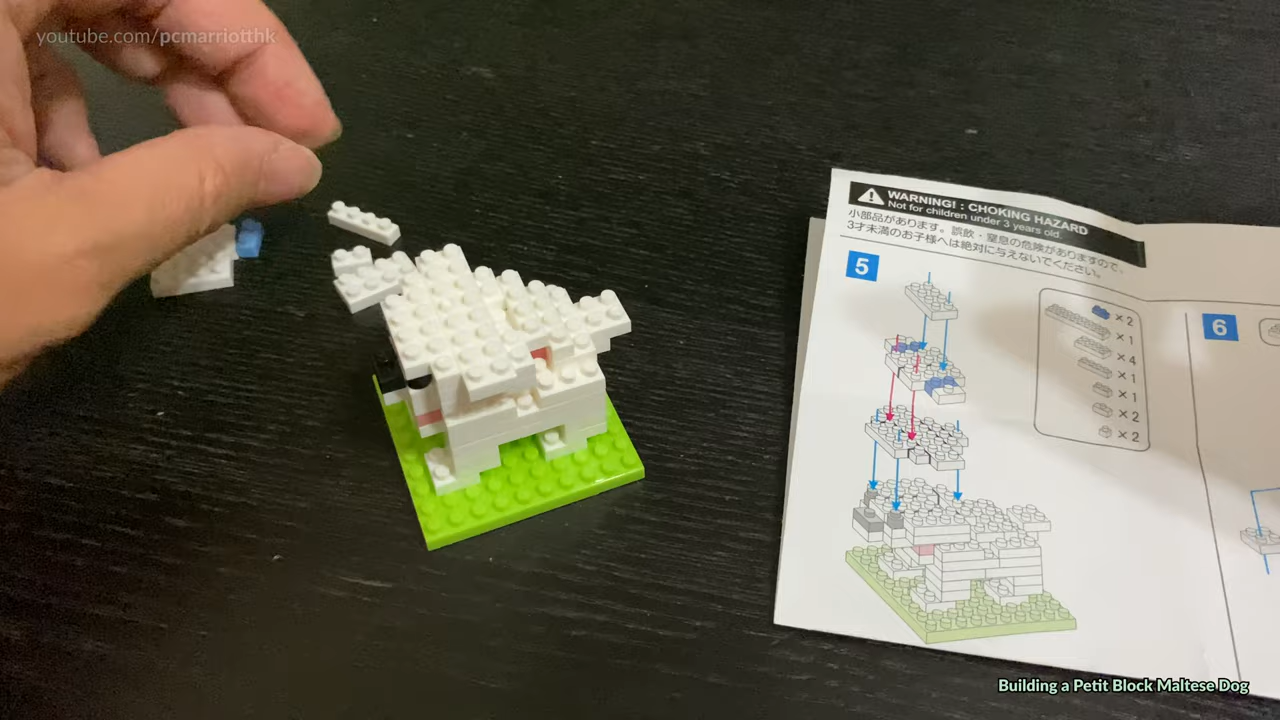 youtube.com/pcmarriotthk
WARNING! : CHOKING HAZARD
Not for children under 3 years old.
小部品があります。誤飲・窒息の危険がありますので、
3才未満のお子様へは絶対に与えないでください。
5
×2
×1
×4
×1
×1
×2
×2
6
Building a Petit Block Maltese Dog